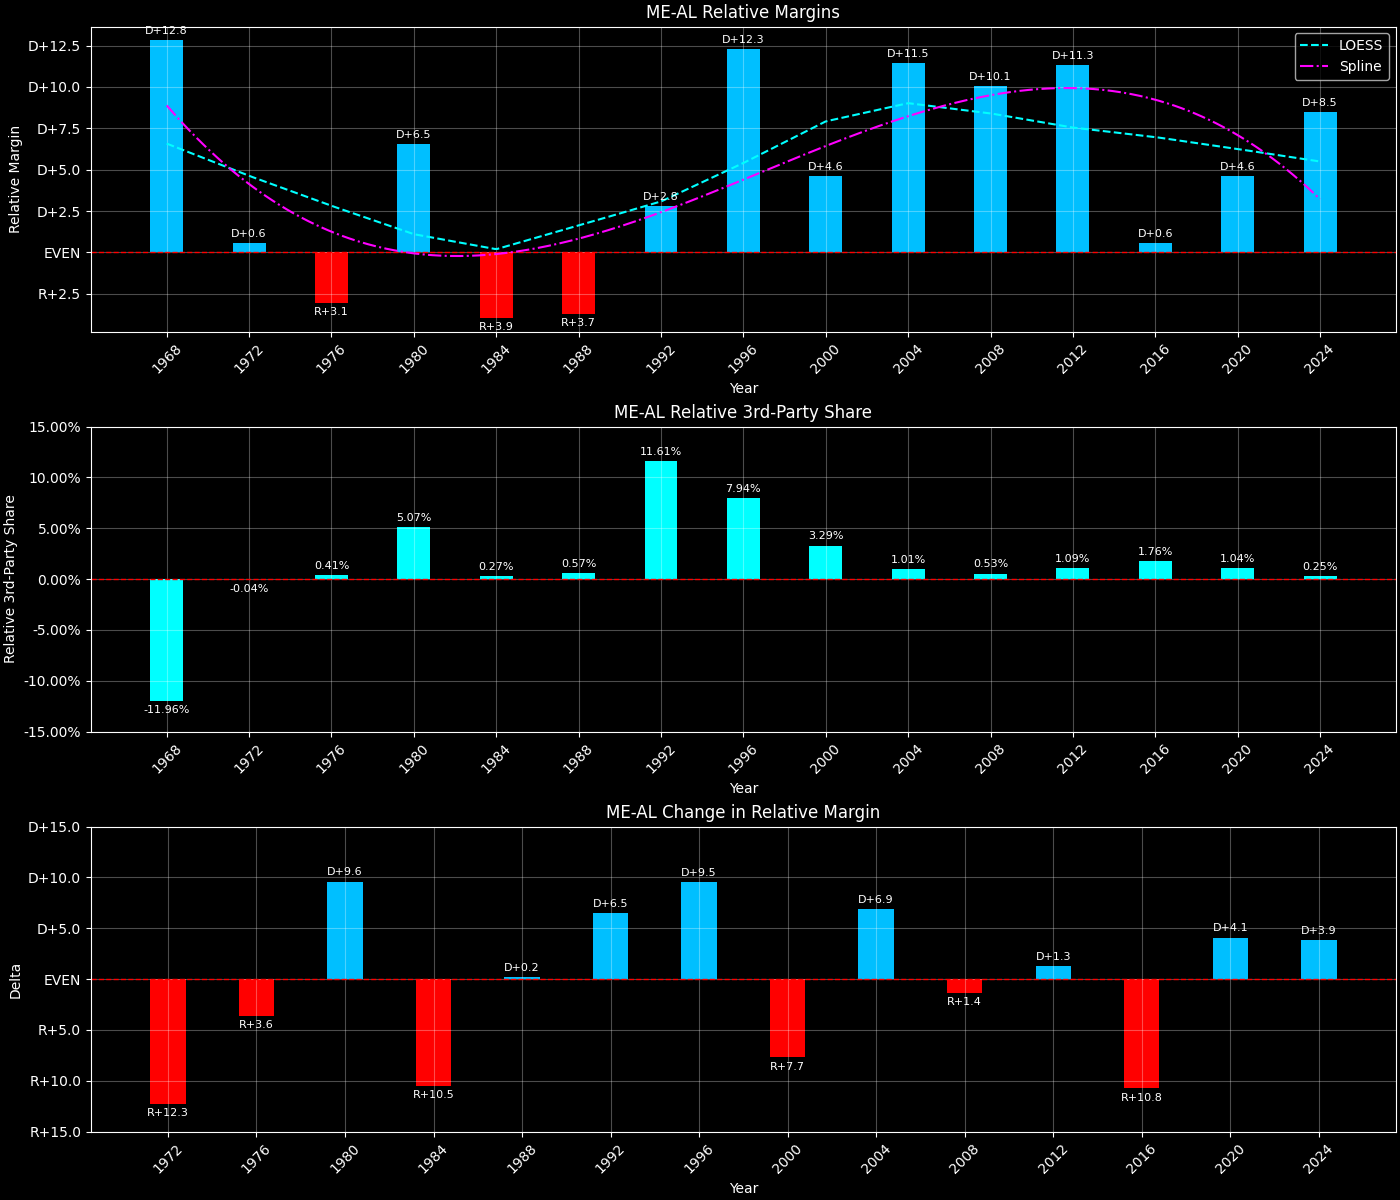 ME-AL Relative Margins
Relative Margin
D+12.5
D+10.0
D+7.5
D+5.0
D+2.5
EVEN
R+2.5
D+12.8
D+0.6
R+3.1
D+6.5
R+3.9
R+3.7
D+2.8
D+12.3
D+4.6
D+11.5
D+10.1
D+11.3
D+0.6
D+4.6
D+8.5
LOESS
Spline
1968 1972 1976 1980 1984 1988 1992 1996 2000 2004 2008 2012 2016 2020 2024
Year
ME-AL Relative 3rd-Party Share
Relative 3rd-Party Share
15.00%
10.00%
5.00%
0.00%
-5.00%
-10.00%
-15.00%
-11.96%
-0.04%
0.41%
5.07%
0.27%
0.57%
11.61%
7.94%
3.29%
1.01%
0.53%
1.09%
1.76%
1.04%
0.25%
1968 1972 1976 1980 1984 1988 1992 1996 2000 2004 2008 2012 2016 2020 2024
Year
ME-AL Change in Relative Margin
Delta
D+15.0
D+10.0
D+5.0
EVEN
R+5.0
R+10.0
R+15.0
R+12.3
R+3.6
D+9.6
R+10.5
D+0.2
D+6.5
D+9.5
R+7.7
D+6.9
R+1.4
D+1.3
R+10.8
D+4.1
D+3.9
1972 1976 1980 1984 1988 1992 1996 2000 2004 2008 2012 2016 2020 2024
Year